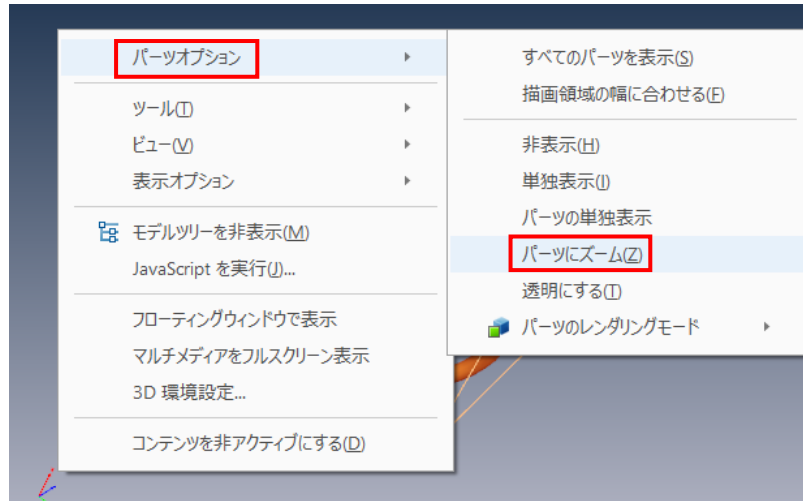 パーツオプション
ツール(T)
ビュー(V)
表示オプション
モデルツリーを非表示(M)
JavaScript を実行(J)...
フローティングウィンドウで表示
マルチメディアをフルスクリーン表示
3D 環境設定...
コンテンツを非アクティブにする(D)
すべてのパーツを表示(S)
描画領域の幅に合わせる(F)
非表示(H)
単独表示(I)
パーツの単独表示
パーツにズーム(Z)
透明にする(T)
パーツのレンダリングモード